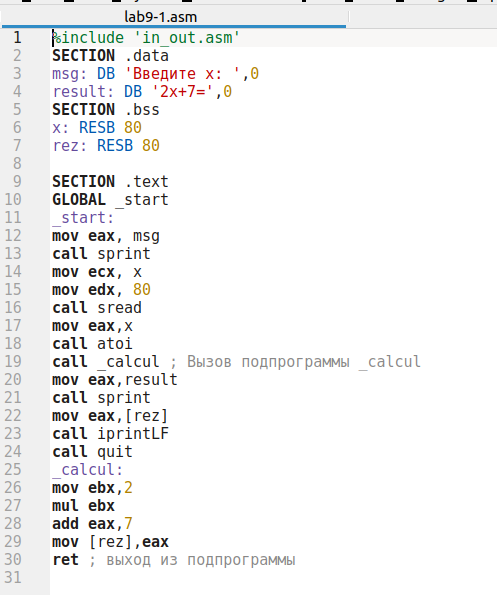 lab9-1.asm
1 %include 'in_out.asm'
2 SECTION .data
3 msg: DB 'Введите x: ',0
4 result: DB '2x+7=',0
5 SECTION .bss
6 x: RESB 80
7 rez: RESB 80
8
9 SECTION .text
10 GLOBAL _start
11 _start:
12 mov eax, msg
13 call sprint
14 mov ecx, x
15 mov edx, 80
16 call sread
17 mov eax,x
18 call atoi
19 call _calcul ; Вызов подпрограммы _calcul
20 mov eax,result
21 call sprint
22 mov eax,[rez]
23 call iprintLF
24 call quit
25 _calcul:
26 mov ebx,2
27 mul ebx
28 add eax,7
29 mov [rez],eax
30 ret ; выход из подпрограммы
31